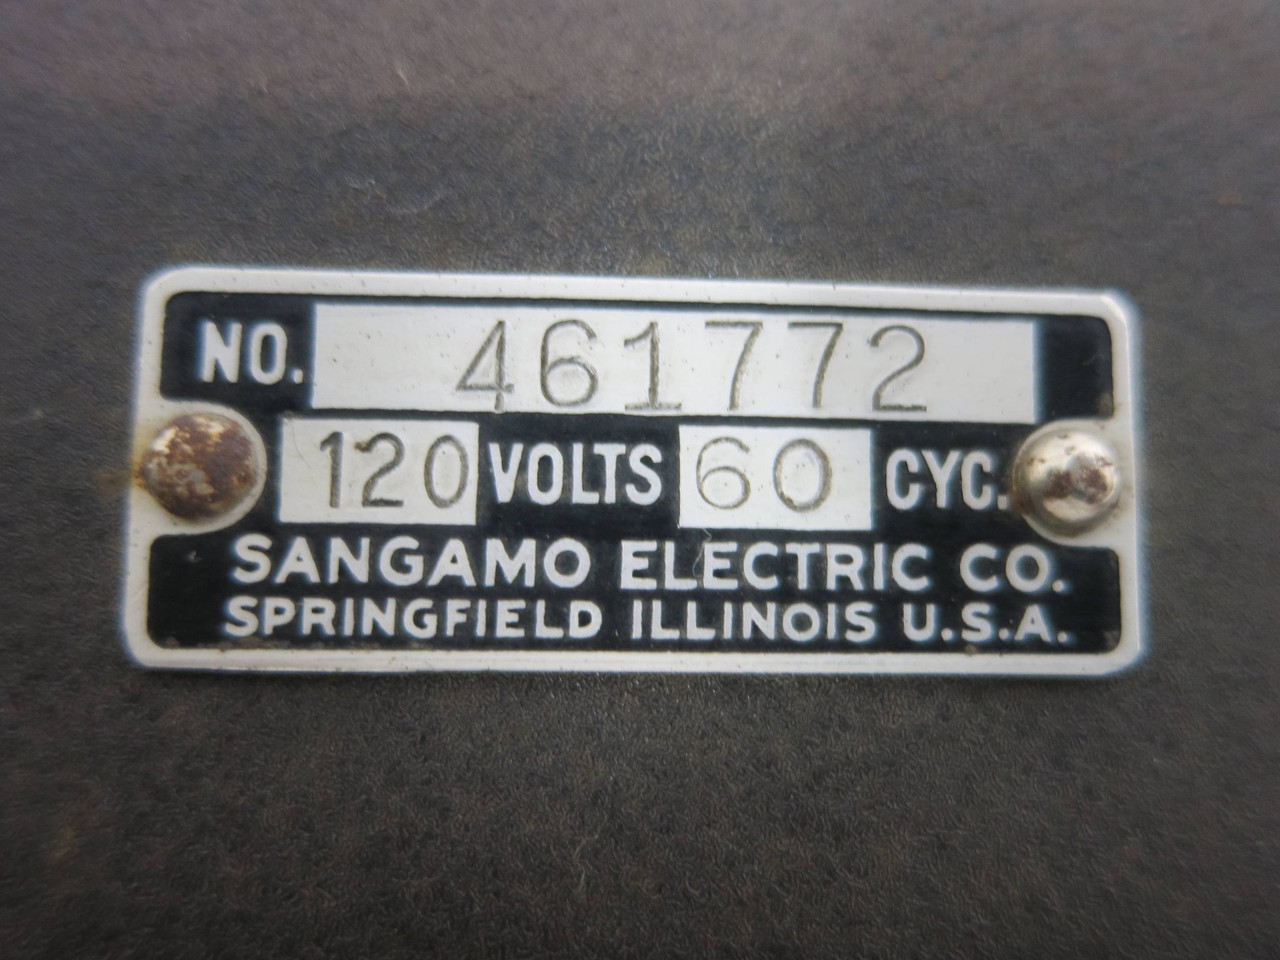 NO. 461772
120 VOLTS 60 CYC.
SANGAMO ELECTRIC CO.
SPRINGFIELD ILLINOIS U.S.A.